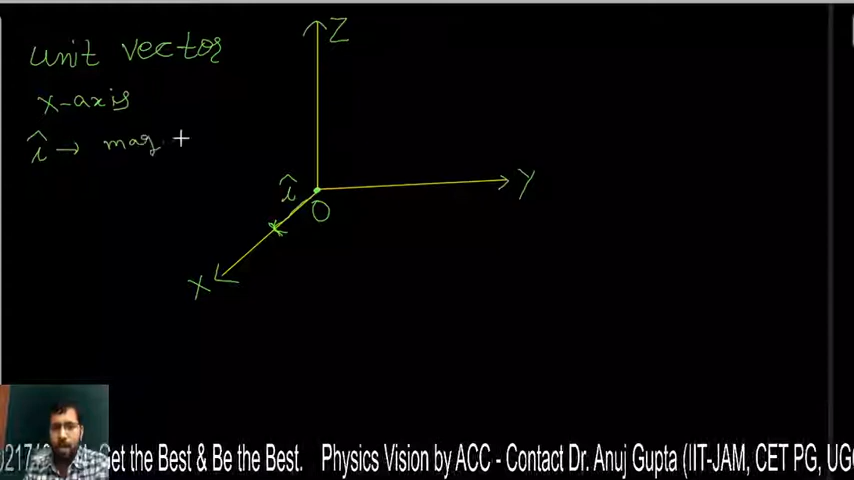 unit vector
Z
x-axis
î → mag.
î
O
Y
X
021740 Get the Best & Be the Best. Physics Vision by ACC - Contact Dr. Anuj Gupta (IIT-JAM, CET PG, UG